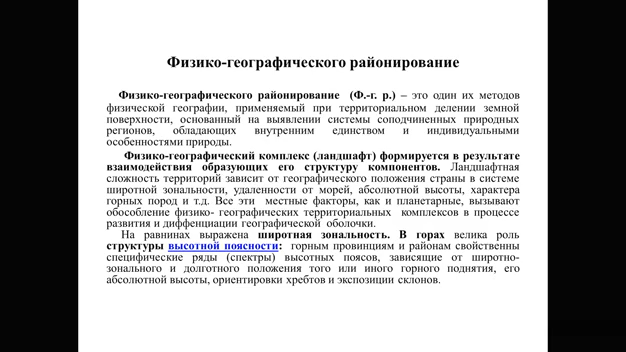 Физико-географического районирование
Физико-географического районирование (Ф.-г. р.) – это один их методов
физической географии, применяемый при территориальном делении земной
поверхности, основанный на выявлении системы соподчиненных природных
регионов, обладающих внутренним единством и индивидуальными
особенностями природы.
Физико-географический комплекс (ландшафт) формируется в результате
взаимодействия образующих его структуру компонентов. Ландшафтная
сложность территорий зависит от географического положения страны в системе
широтной зональности, удаленности от морей, абсолютной высоты, характера
горных пород и т.д. Все эти местные факторы, как и планетарные, вызывают
обособление физико- географических территориальных комплексов в процессе
развития и дифференциации географической оболочки.
На равнинах выражена широтная зональность. В горах велика роль
структуры высотной поясности: горным провинциям и районам свойственны
специфические ряды (спектры) высотных поясов, зависящие от широтно-
зонального и долготного положения того или иного горного поднятия, его
абсолютной высоты, ориентировки хребтов и экспозиции склонов.